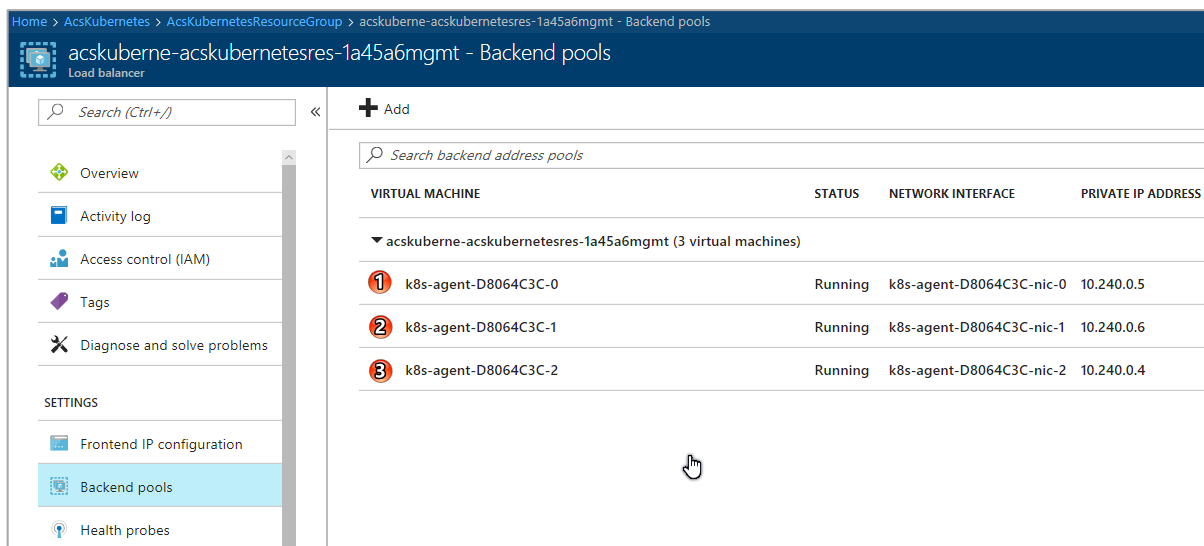 Home > AcsKubernetes > AcsKubernetesResourceGroup > acskuberne-acskubernetesres-1a45a6mgmt - Backend pools
acskuberne-acskubernetesres-1a45a6mgmt - Backend pools
Load balancer
Search (Ctrl+/)
«
Overview
Activity log
Access control (IAM)
Tags
Diagnose and solve problems
SETTINGS
Frontend IP configuration
Backend pools
Health probes
Add
Search backend address pools
VIRTUAL MACHINE STATUS NETWORK INTERFACE PRIVATE IP ADDRESS
acskuberne-acskubernetesres-1a45a6mgmt (3 virtual machines)
1 k8s-agent-D8064C3C-0 Running k8s-agent-D8064C3C-nic-0 10.240.0.5
2 k8s-agent-D8064C3C-1 Running k8s-agent-D8064C3C-nic-1 10.240.0.6
3 k8s-agent-D8064C3C-2 Running k8s-agent-D8064C3C-nic-2 10.240.0.4